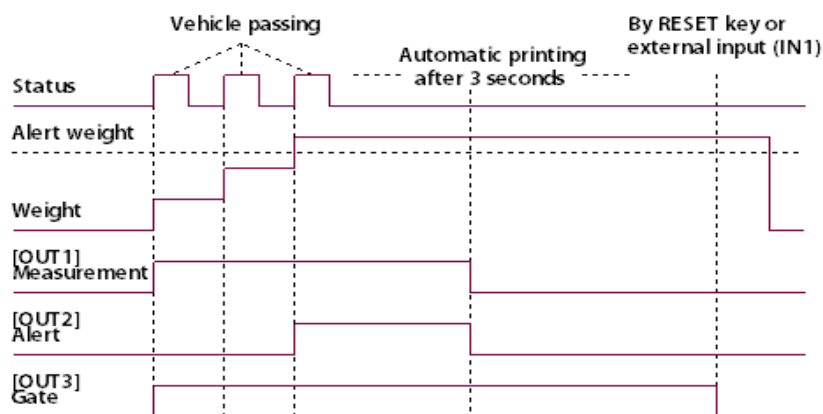 Vehicle passing
By RESET key or
external input (IN1)
Automatic printing
after 3 seconds
Status
Alert weight
Weight
[OUT1]
Measurement
[OUT2]
Alert
[OUT3]
Gate